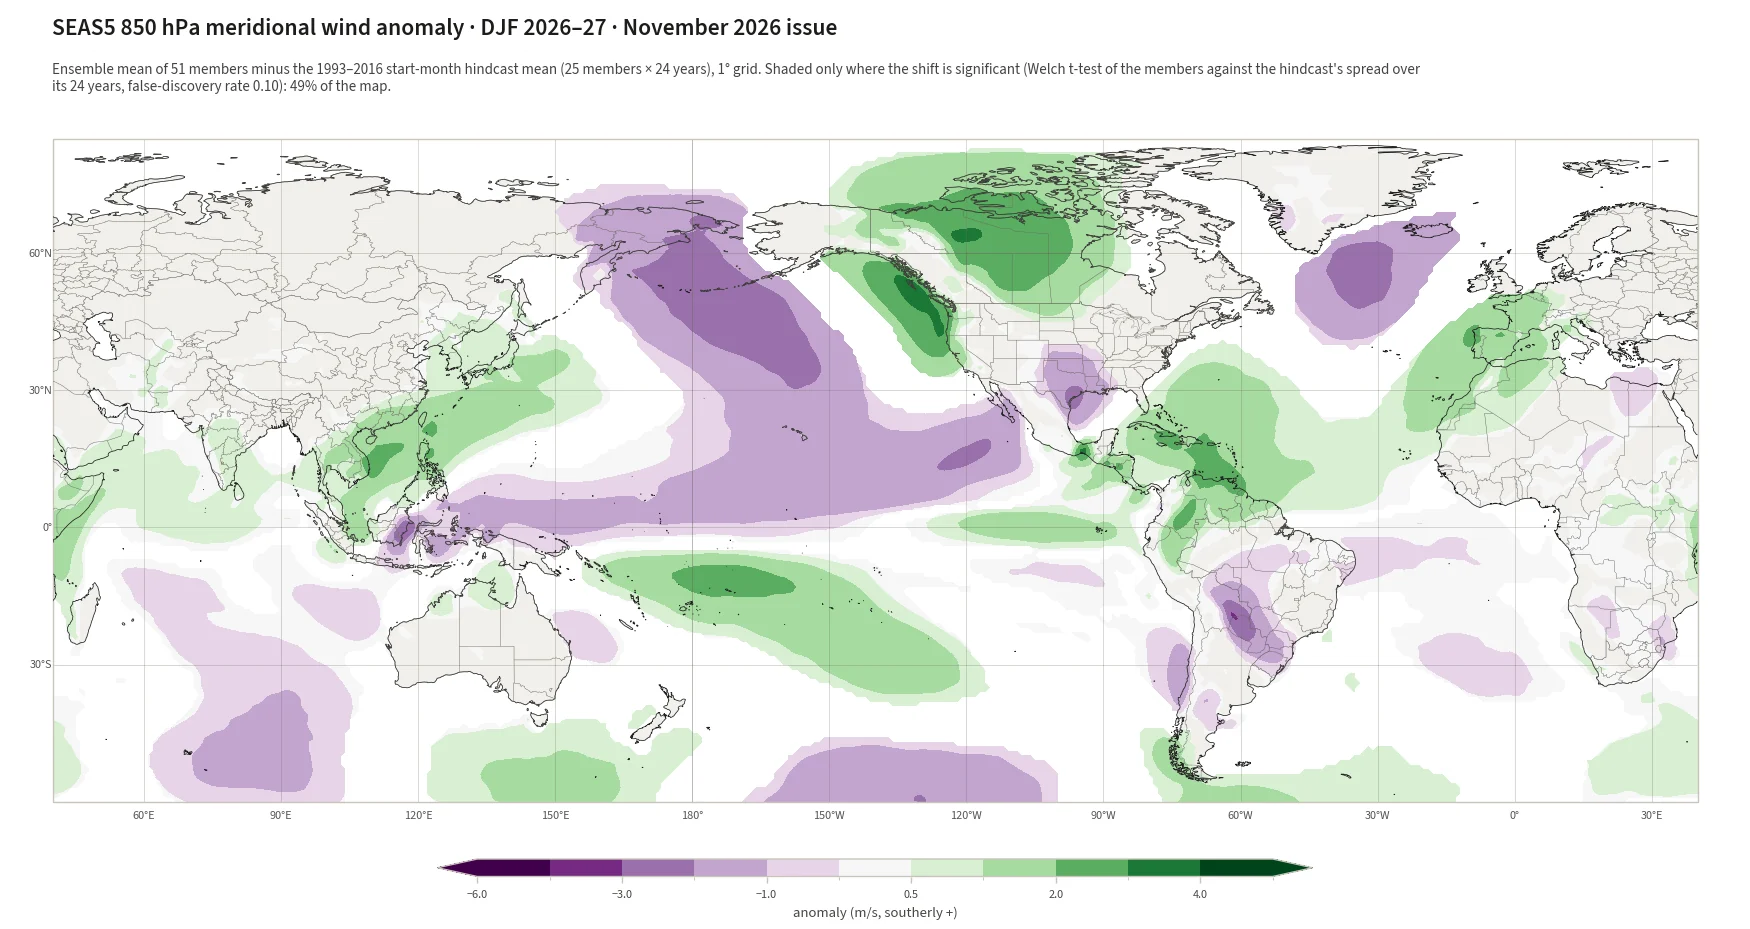 SEAS5 850 hPa meridional wind anomaly · DJF 2026–27 · November 2026 issue
Ensemble mean of 51 members minus the 1993–2016 start-month hindcast mean (25 members × 24 years), 1° grid. Shaded only where the shift is significant (Welch t-test of the members against the hindcast's spread over
its 24 years, false-discovery rate 0.10): 49% of the map.
60°N
30°N
0°
30°S
60°E 90°E 120°E 150°E 180° 150°W 120°W 90°W 60°W 30°W 0° 30°E
−6.0 −3.0 −1.0 0.5 2.0 4.0
anomaly (m/s, southerly +)